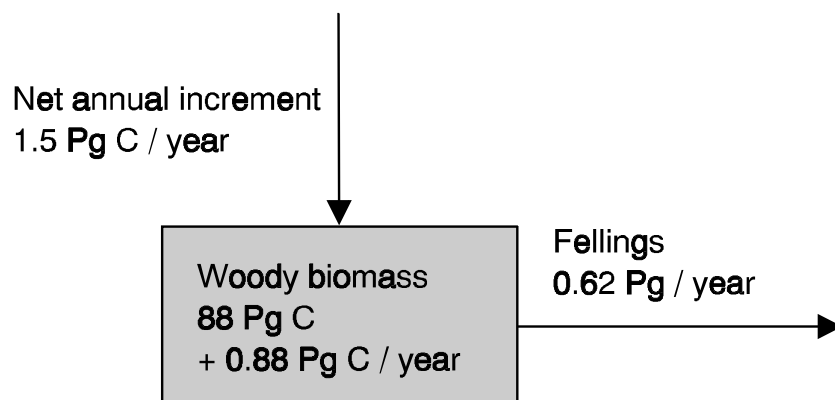 Net annual increment
1.5 Pg C / year
Fellings
0.62 Pg / year
Woody biomass
88 Pg C
+ 0.88 Pg C / year